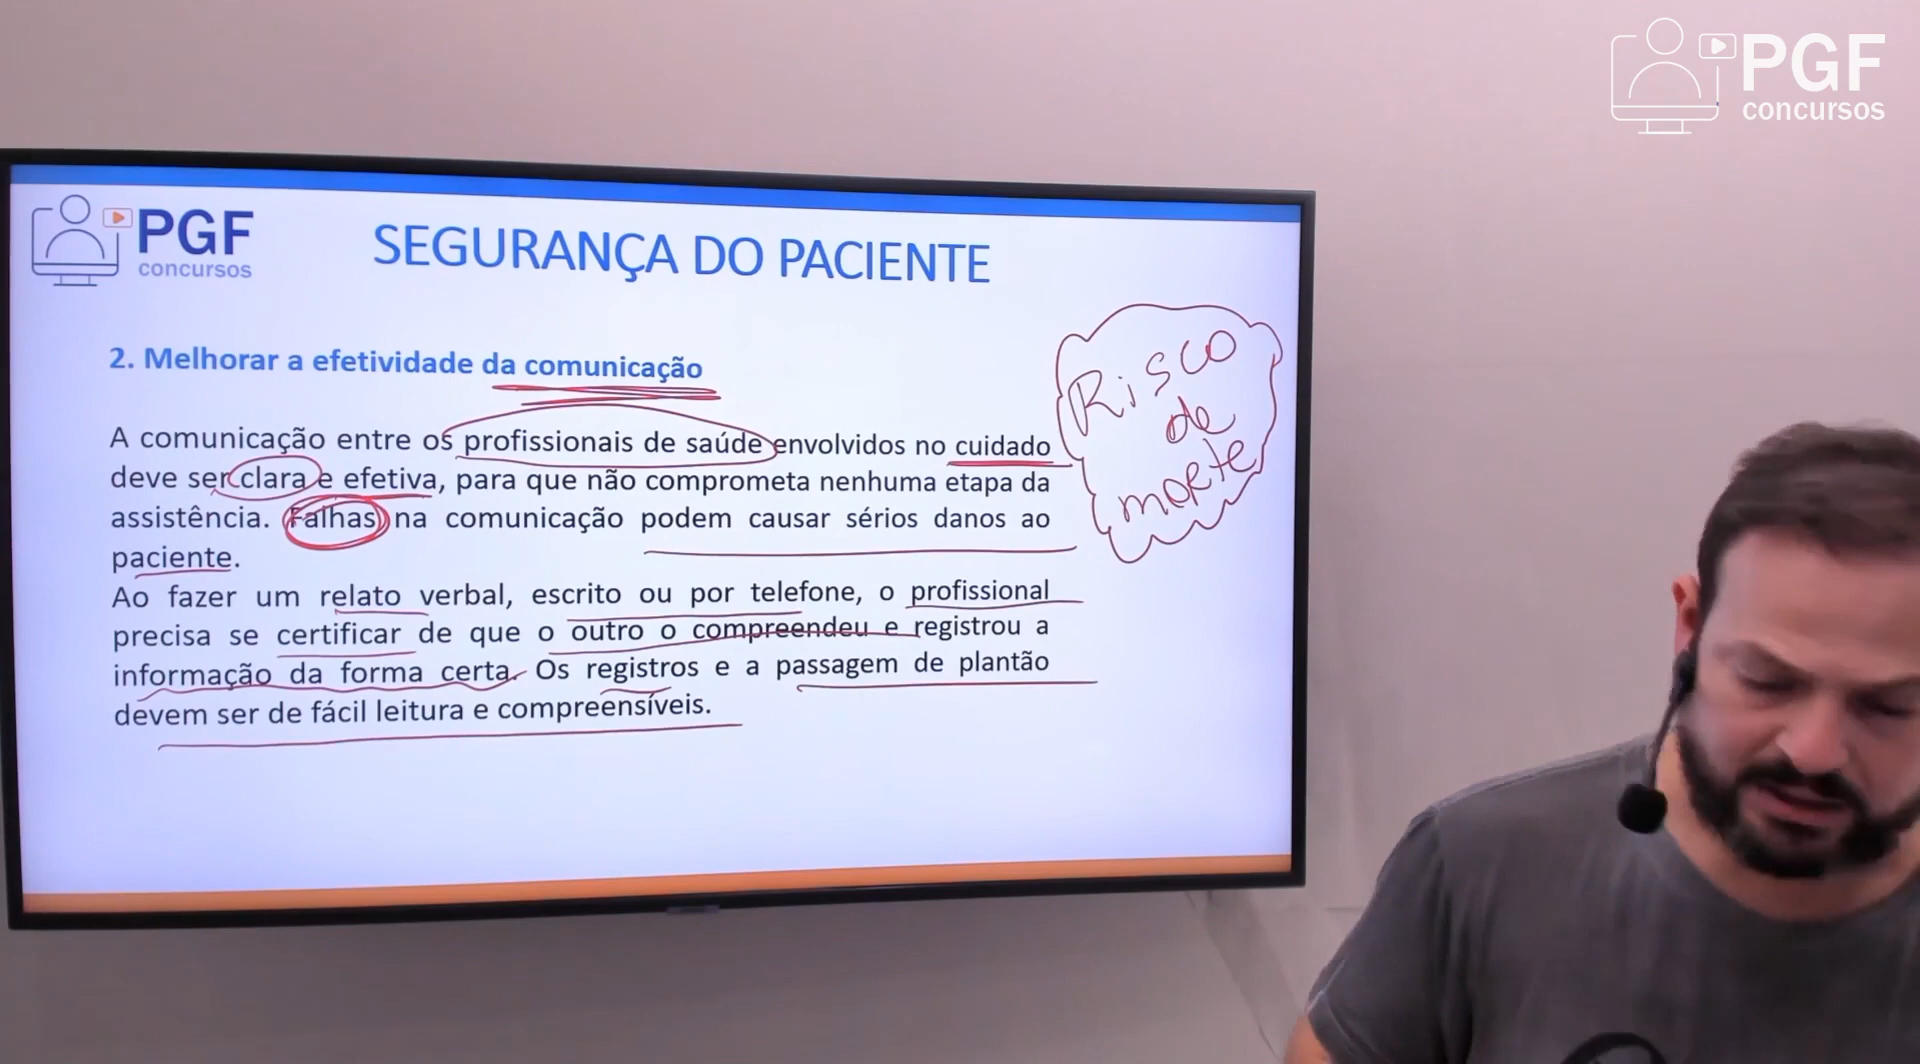 PGF
concursos
PGF
concursos
SEGURANÇA DO PACIENTE
2. Melhorar a efetividade da comunicação
A comunicação entre os profissionais de saúde envolvidos no cuidado
deve ser clara e efetiva, para que não comprometa nenhuma etapa da
assistência. Falhas na comunicação podem causar sérios danos ao
paciente.
Ao fazer um relato verbal, escrito ou por telefone, o profissional
precisa se certificar de que o outro o compreendeu e registrou a
informação da forma certa. Os registros e a passagem de plantão
devem ser de fácil leitura e compreensíveis.
Risco
de
morte